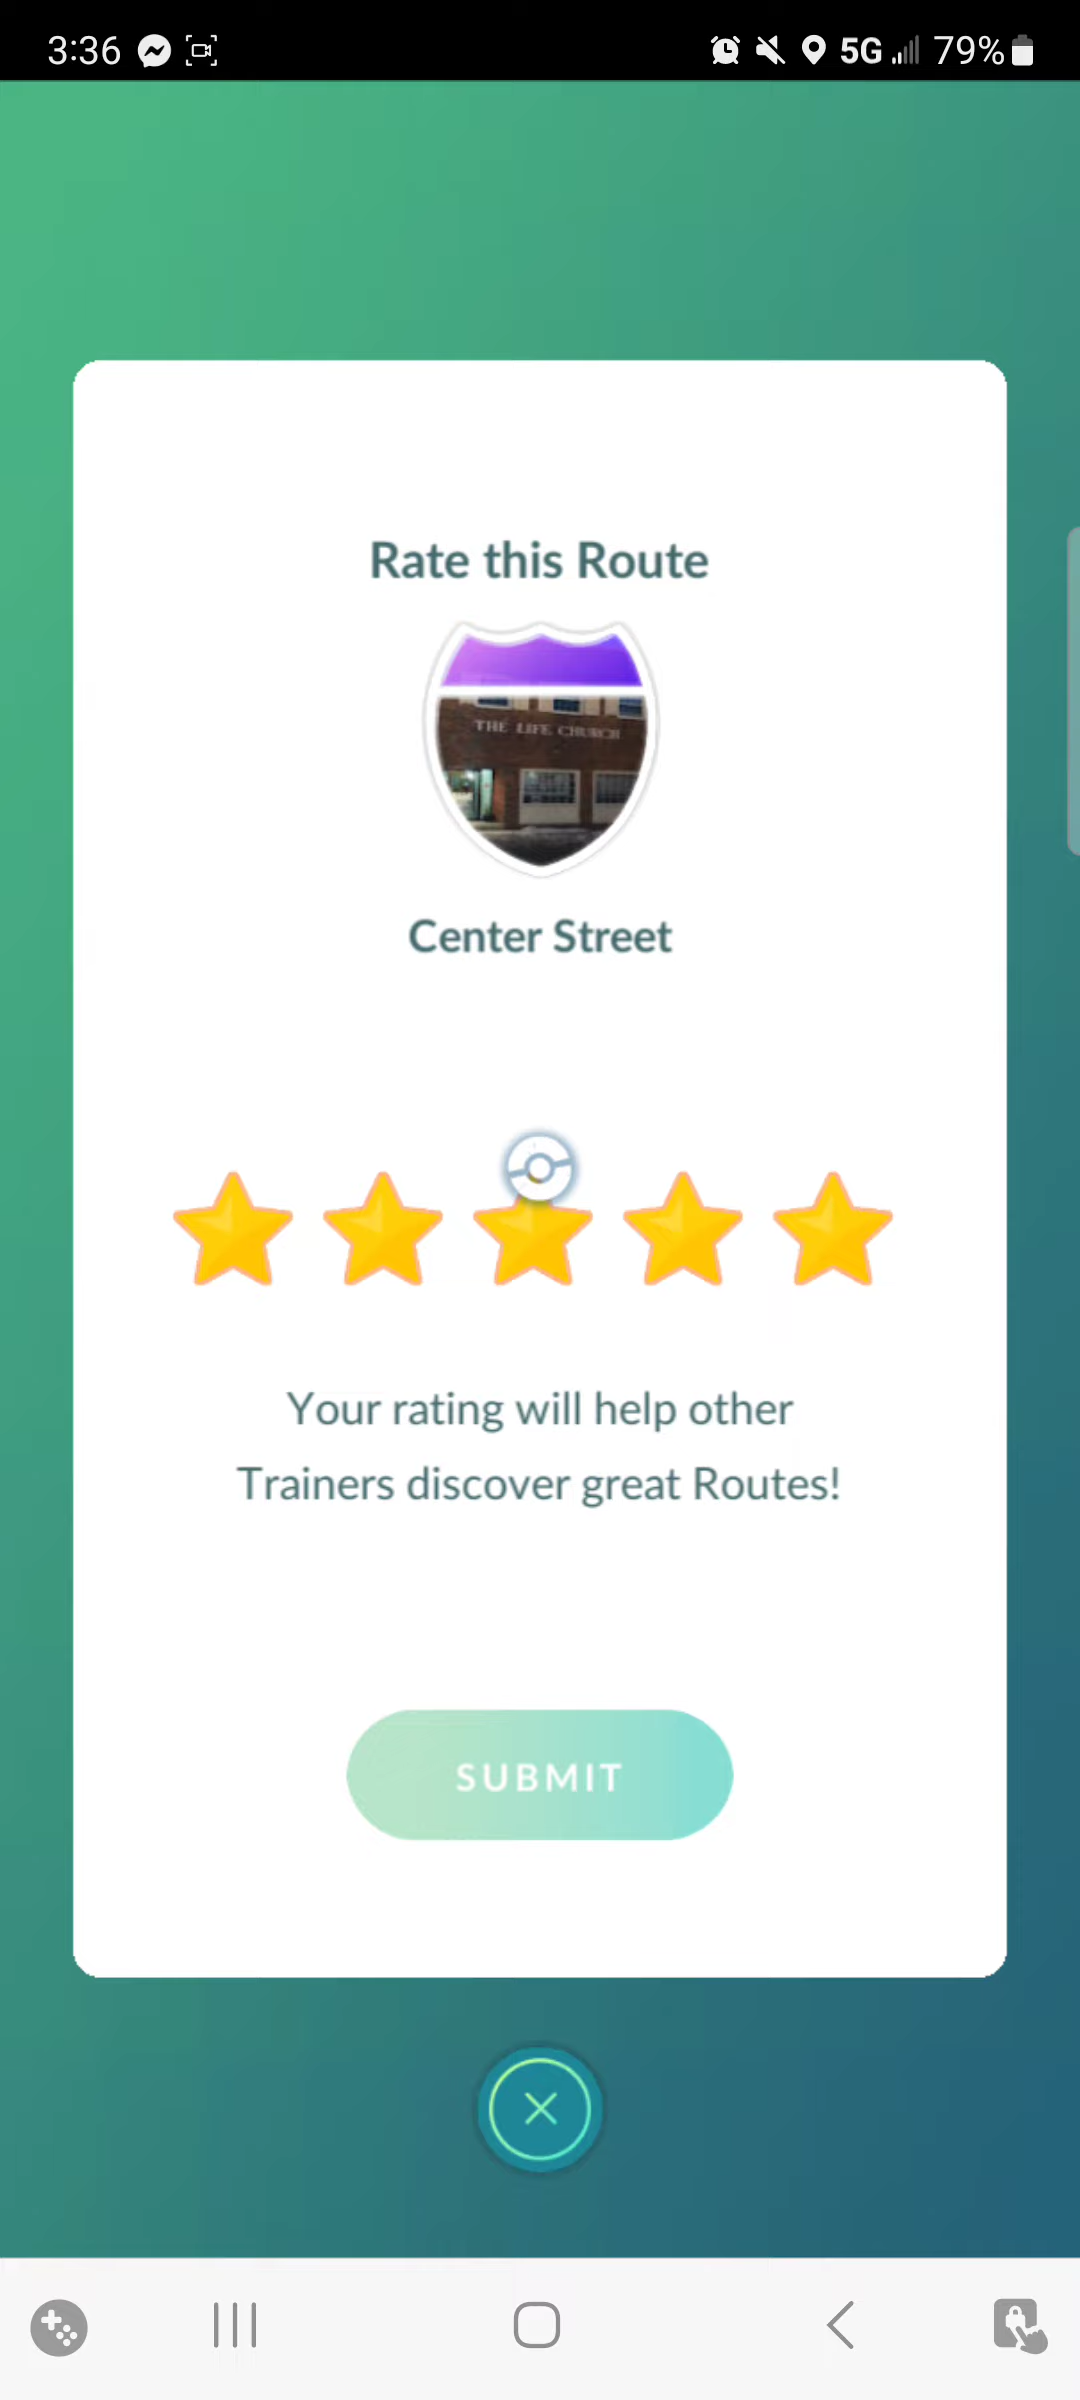 3:36 5G 79%
Rate this Route
THE LIFE CHURCH
Center Street
Your rating will help other
Trainers discover great Routes!
SUBMIT